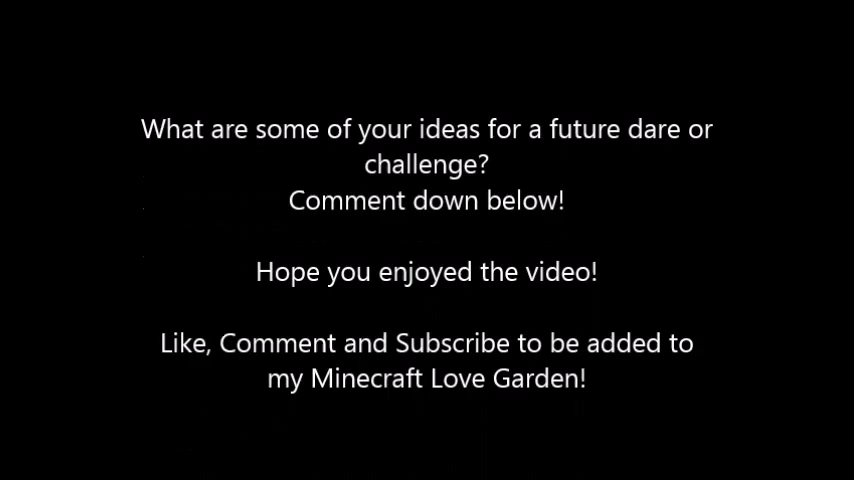 What are some of your ideas for a future dare or
challenge?
Comment down below!
Hope you enjoyed the video!
Like, Comment and Subscribe to be added to
my Minecraft Love Garden!